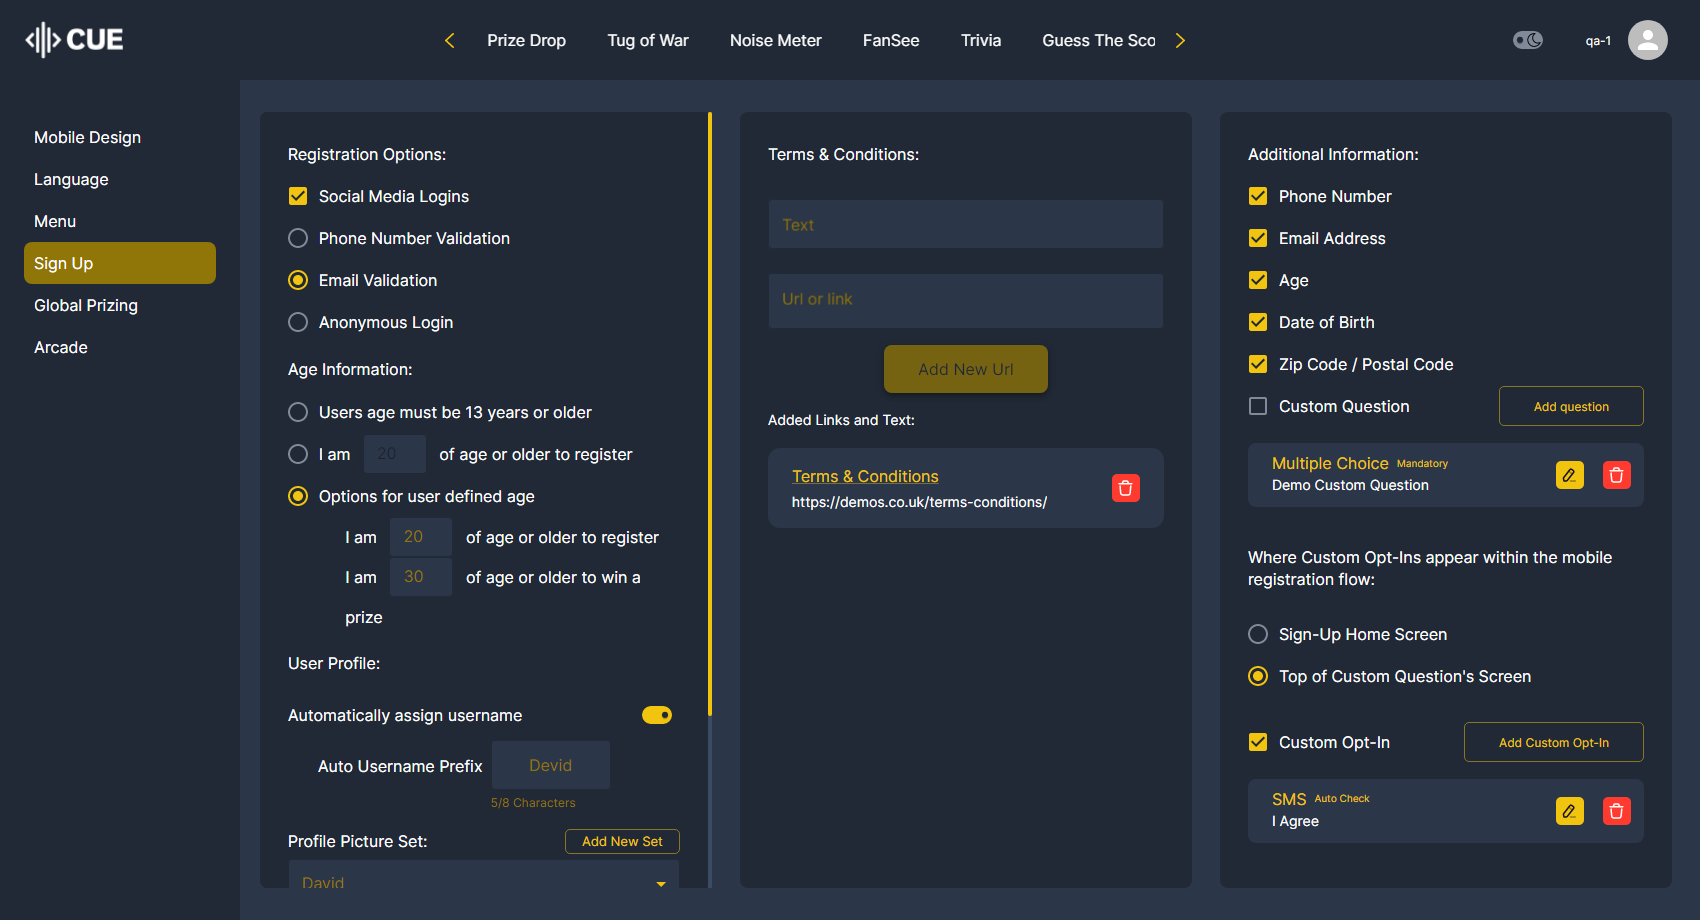 CUE
Prize Drop
Tug of War
Noise Meter
FanSee
Trivia
Guess The Sco
qa-1
Mobile Design
Language
Menu
Sign Up
Global Prizing
Arcade
Registration Options:
Social Media Logins
Phone Number Validation
Email Validation
Anonymous Login
Age Information:
Users age must be 13 years or older
I am 20 of age or older to register
Options for user defined age
I am 20 of age or older to register
I am 30 of age or older to win a
prize
User Profile:
Automatically assign username
Auto Username Prefix Devid
5/8 Characters
Profile Picture Set: Add New Set
David
Terms & Conditions:
Text
Url or link
Add New Url
Added Links and Text:
Terms & Conditions
https://demos.co.uk/terms-conditions/
Additional Information:
Phone Number
Email Address
Age
Date of Birth
Zip Code / Postal Code
Custom Question Add question
Multiple Choice Mandatory
Demo Custom Question
Where Custom Opt-Ins appear within the mobile
registration flow:
Sign-Up Home Screen
Top of Custom Question's Screen
Custom Opt-In Add Custom Opt-In
SMS Auto Check
I Agree